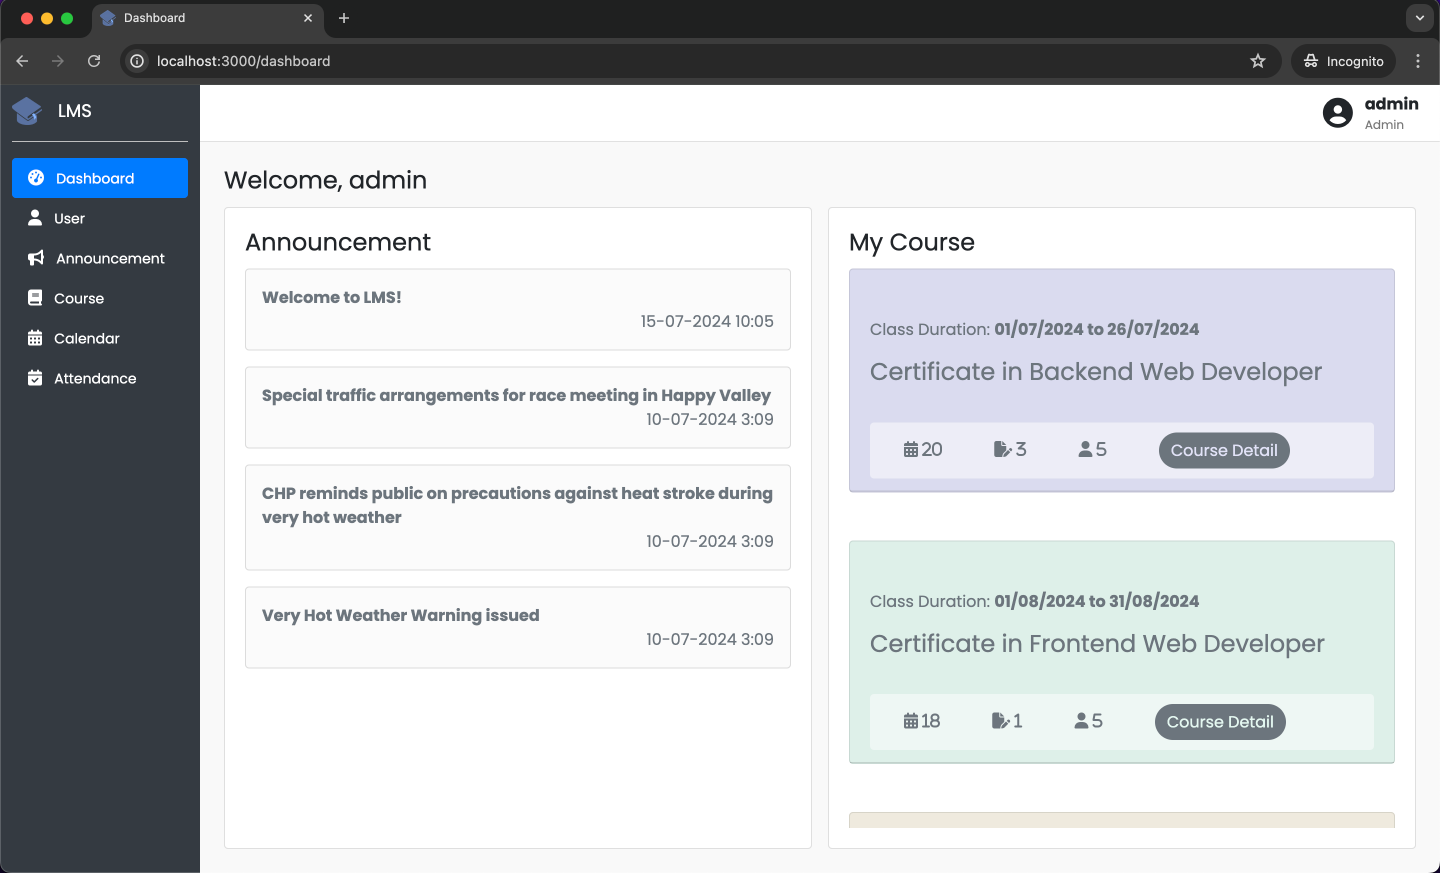 Dashboard
localhost:3000/dashboard
Incognito
LMS
admin
Admin
Dashboard
User
Announcement
Course
Calendar
Attendance
Welcome, admin
Announcement
Welcome to LMS!
15-07-2024 10:05
Special traffic arrangements for race meeting in Happy Valley
10-07-2024 3:09
CHP reminds public on precautions against heat stroke during
very hot weather
10-07-2024 3:09
Very Hot Weather Warning issued
10-07-2024 3:09
My Course
Class Duration: 01/07/2024 to 26/07/2024
Certificate in Backend Web Developer
20 3 5 Course Detail
Class Duration: 01/08/2024 to 31/08/2024
Certificate in Frontend Web Developer
18 1 5 Course Detail